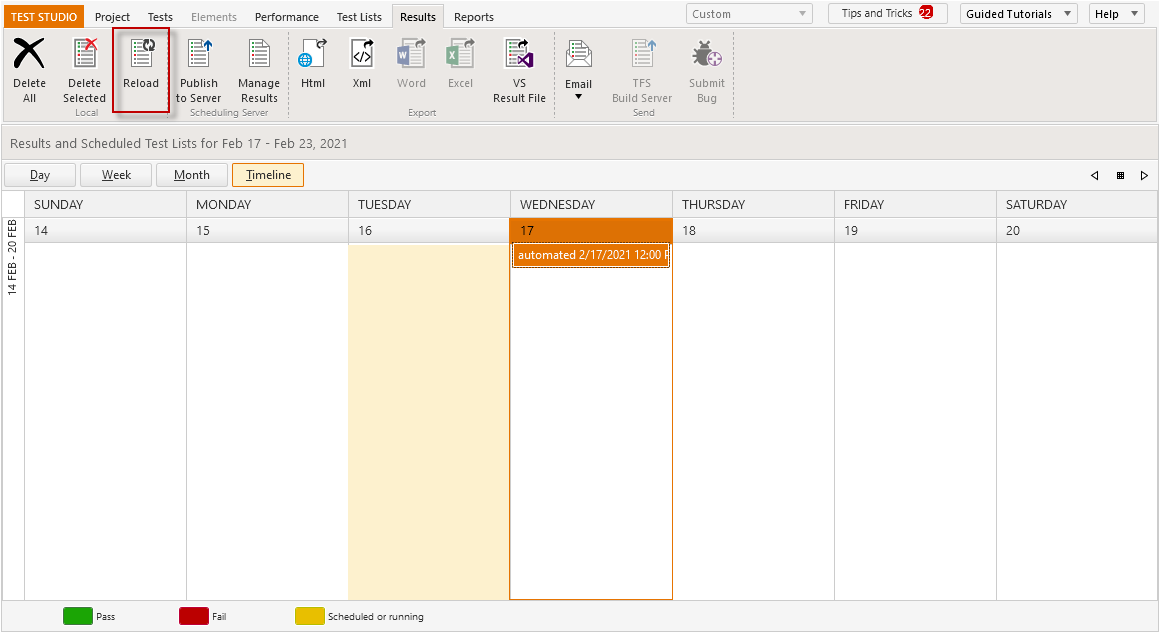 TEST STUDIO Project Tests Elements Performance Test Lists Results Reports Custom Tips and Tricks 22 Guided Tutorials Help
Delete All
Delete Selected
Local
Reload
Publish to Server
Manage Results
Scheduling Server
Html
Xml
Word
Excel
VS Result File
Export
Email
TFS Build Server
Submit Bug
Send
Results and Scheduled Test Lists for Feb 17 - Feb 23, 2021
Day Week Month Timeline
SUNDAY MONDAY TUESDAY WEDNESDAY THURSDAY FRIDAY SATURDAY
14 15 16 17 18 19 20
14 FEB - 20 FEB
automated 2/17/2021 12:00
Pass Fail Scheduled or running